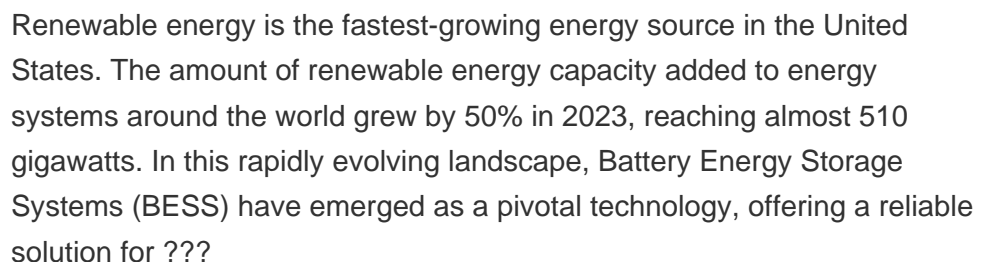 Renewable energy is the fastest-growing energy source in the United
States. The amount of renewable energy capacity added to energy
systems around the world grew by 50% in 2023, reaching almost 510
gigawatts. In this rapidly evolving landscape, Battery Energy Storage
Systems (BESS) have emerged as a pivotal technology, offering a reliable
solution for ???